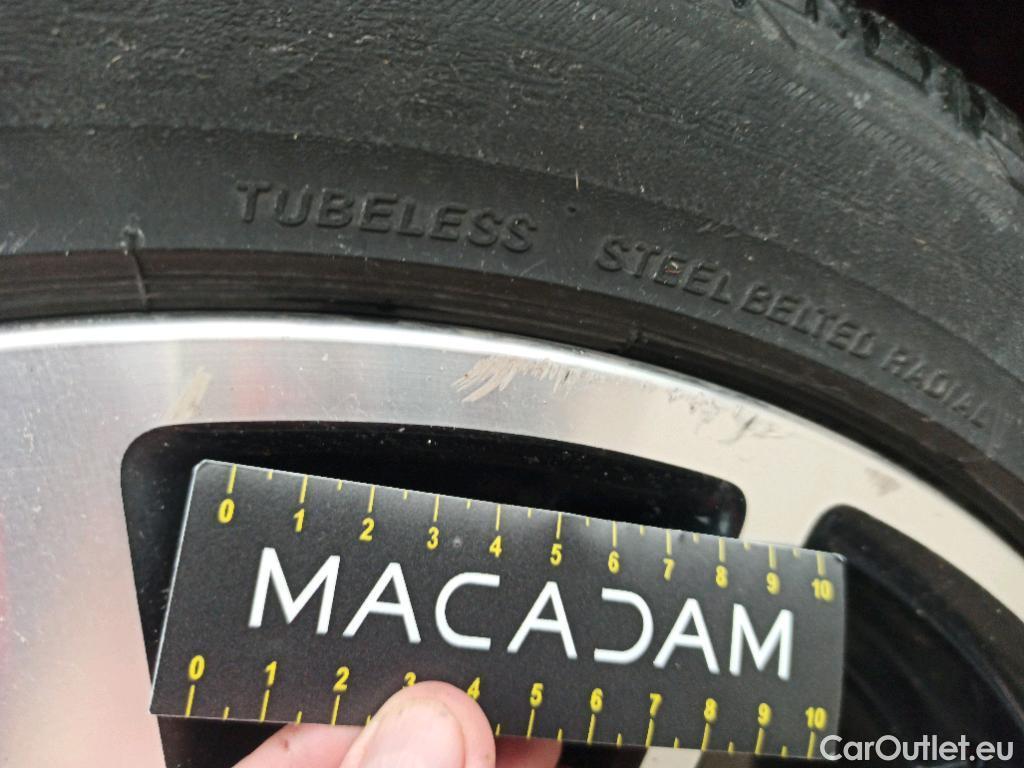 TUBELESS STEEL BELTED RADIAL
0 1 2 3 4 5 6 7 8 9 10
MACADAM
0 1 2 3 4 5 6 7 8 9 10
CarOutlet.eu